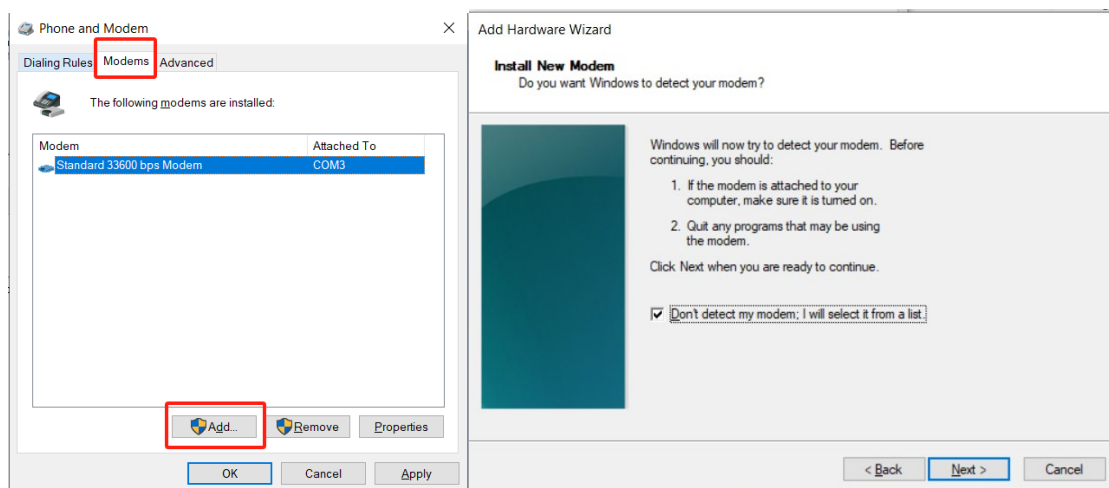 Phone and Modem
Dialing Rules Modems Advanced
The following modems are installed:
Modem Attached To
Standard 33600 bps Modem COM3
Add... Remove Properties
OK Cancel Apply
Add Hardware Wizard
Install New Modem
Do you want Windows to detect your modem?
Windows will now try to detect your modem. Before
continuing, you should:
1. If the modem is attached to your
computer, make sure it is turned on.
2. Quit any programs that may be using
the modem.
Click Next when you are ready to continue.
Don't detect my modem; I will select it from a list.
< Back Next > Cancel